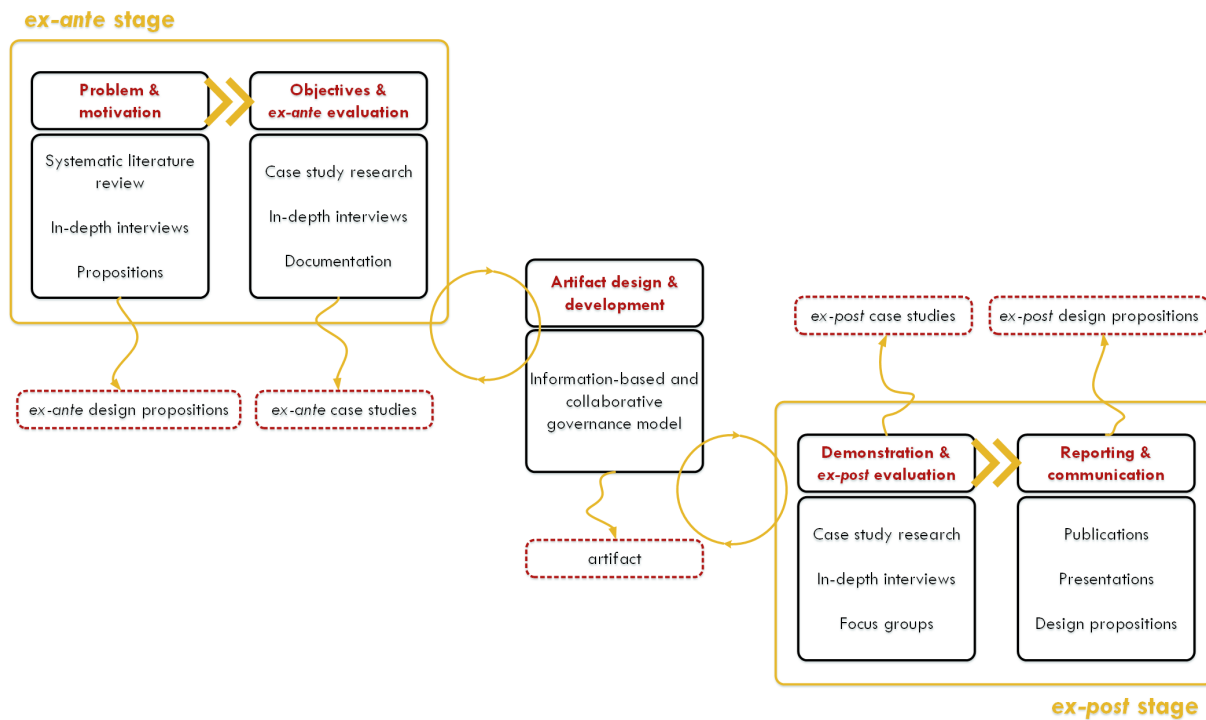 ex-ante stage
Problem &
motivation
Objectives &
ex-ante evaluation
Systematic literature
review
In-depth interviews
Propositions
Case study research
In-depth interviews
Documentation
ex-ante design propositions
ex-ante case studies
Artifact design &
development
Information-based and
collaborative
governance model
artifact
ex-post case studies
ex-post design propositions
Demonstration &
ex-post evaluation
Reporting &
communication
Case study research
In-depth interviews
Focus groups
Publications
Presentations
Design propositions
ex-post stage